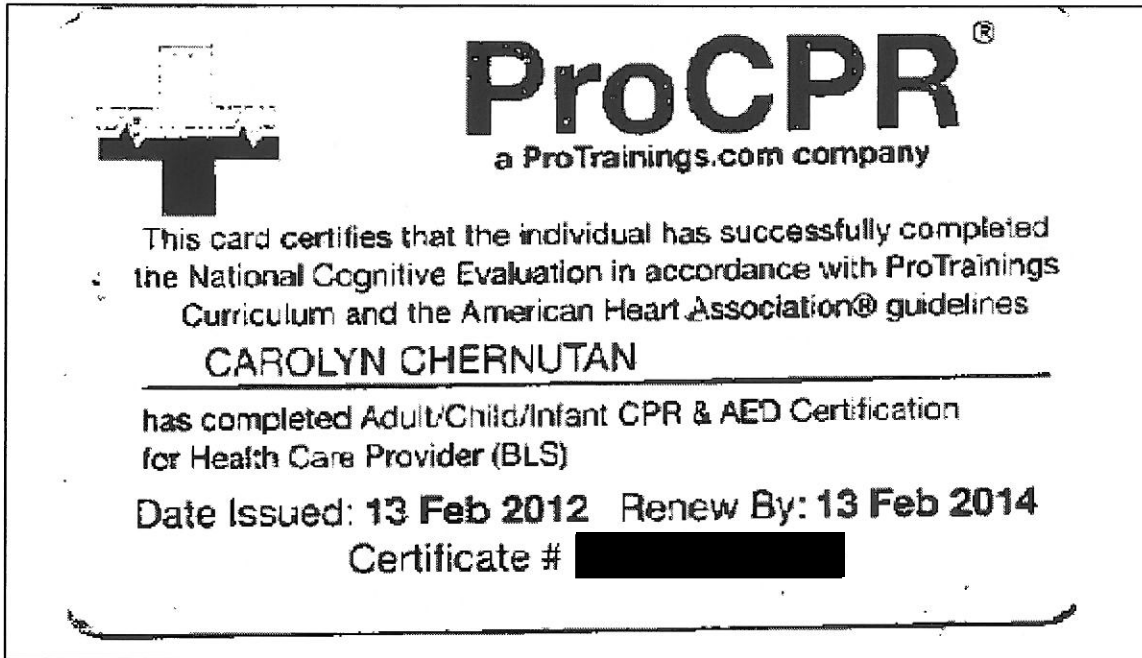 ProCPR®
a ProTrainings.com company
This card certifies that the individual has successfully completed
the National Cognitive Evaluation in accordance with ProTrainings
Curriculum and the American Heart Association® guidelines
CAROLYN CHERNUTAN
has completed Adult/Child/Infant CPR & AED Certification
for Health Care Provider (BLS)
Date Issued: 13 Feb 2012 Renew By: 13 Feb 2014
Certificate #